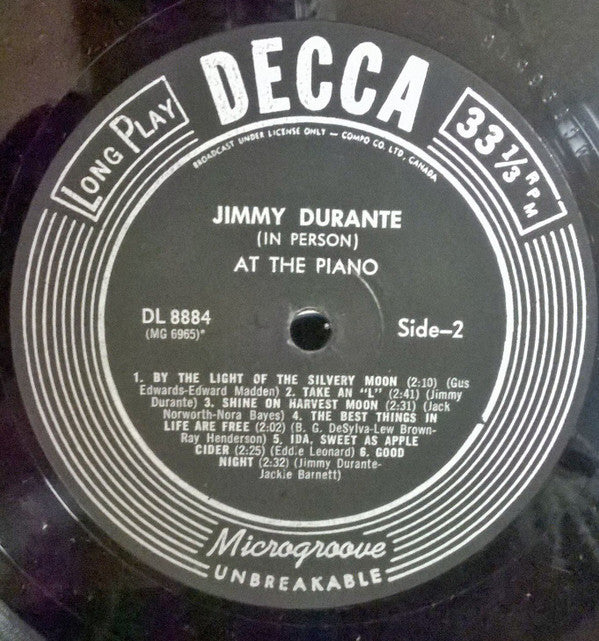 DECCA
LONG PLAY
33 1/3 RPM
BROADCAST UNDER LICENSE ONLY – COMPO CO. LTD, CANADA
JIMMY DURANTE
(IN PERSON)
AT THE PIANO
DL 8884
(MG 6965)*
Side–2
1. BY THE LIGHT OF THE SILVERY MOON (2:10) (Gus
Edwards-Edward Madden) 2. TAKE AN "L" (2:41) (Jimmy
Durante) 3. SHINE ON HARVEST MOON (2:31) (Jack
Norworth-Nora Bayes) 4. THE BEST THINGS IN
LIFE ARE FREE (2:02) (B. G. DeSylva-Lew Brown-
Ray Henderson) 5. IDA, SWEET AS APPLE
CIDER (2:25) (Eddie Leonard) 6. GOOD
NIGHT (2:32) (Jimmy Durante-
Jackie Barnett)
Microgroove
UNBREAKABLE